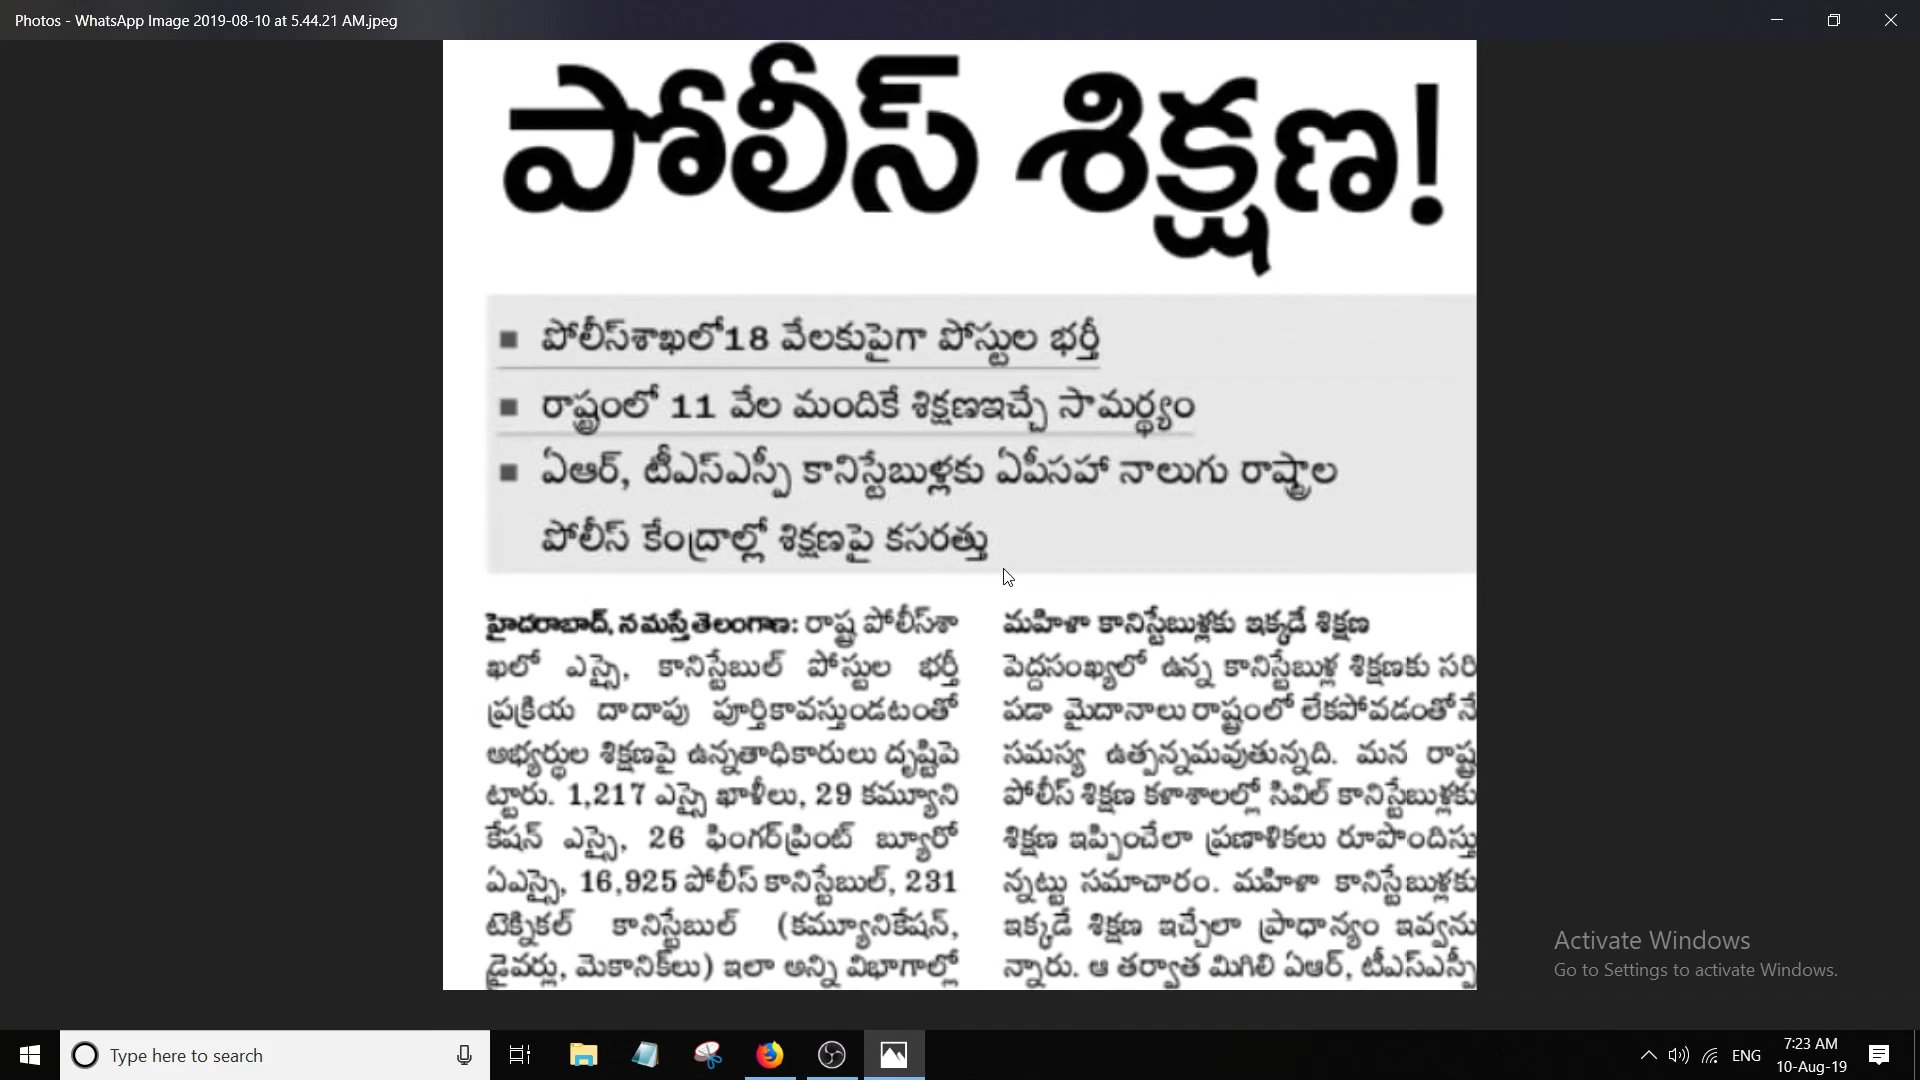 Photos - WhatsApp Image 2019-08-10 at 5.44.21 AM.jpeg
పోలీస్ శిక్షణ!
పోలీస్‌శాఖలో18 వేలకుపైగా పోస్టుల భర్తీ
రాష్ట్రంలో 11 వేల మందికే శిక్షణఇచ్చే సామర్థ్యం
ఏఆర్, టీఎస్‌ఎస్పీ కానిస్టేబుళ్లకు ఏపీసహా నాలుగు రాష్ట్రాల
పోలీస్ కేంద్రాల్లో శిక్షణపై కసరత్తు
హైదరాబాద్, నమస్తేతెలంగాణ: రాష్ట్ర పోలీస్‌శా
ఖలో ఎస్సై, కానిస్టేబుల్ పోస్టుల భర్తీ
ప్రక్రియ దాదాపు పూర్తికావస్తుండటంతో
అభ్యర్థుల శిక్షణపై ఉన్నతాధికారులు దృష్టిపె
ట్టారు. 1,217 ఎస్సై ఖాళీలు, 29 కమ్యూని
కేషన్ ఎస్సై, 26 ఫింగర్‌ప్రింట్ బ్యూరో
ఏఎస్సై, 16,925 పోలీస్ కానిస్టేబుల్, 231
టెక్నికల్ కానిస్టేబుల్ (కమ్యూనికేషన్,
డ్రైవర్లు, మెకానిక్‌లు) ఇలా అన్ని విభాగాల్లో
మహిళా కానిస్టేబుళ్లకు ఇక్కడే శిక్షణ
పెద్దసంఖ్యలో ఉన్న కానిస్టేబుళ్ల శిక్షణకు సరి
పడా మైదానాలు రాష్ట్రంలో లేకపోవడంతోనే
సమస్య ఉత్పన్నమవుతున్నది. మన రాష్ట్ర
పోలీస్ శిక్షణ కళాశాలల్లో సివిల్ కానిస్టేబుళ్లకు
శిక్షణ ఇప్పించేలా ప్రణాళికలు రూపొందిస్తు
న్నట్టు సమాచారం. మహిళా కానిస్టేబుళ్లకు
ఇక్కడే శిక్షణ ఇచ్చేలా ప్రాధాన్యం ఇవ్వను
న్నారు. ఆ తర్వాత మిగిలి ఏఆర్, టీఎస్‌ఎస్పీ
Activate Windows
Go to Settings to activate Windows.
Type here to search
ENG
7:23 AM
10-Aug-19